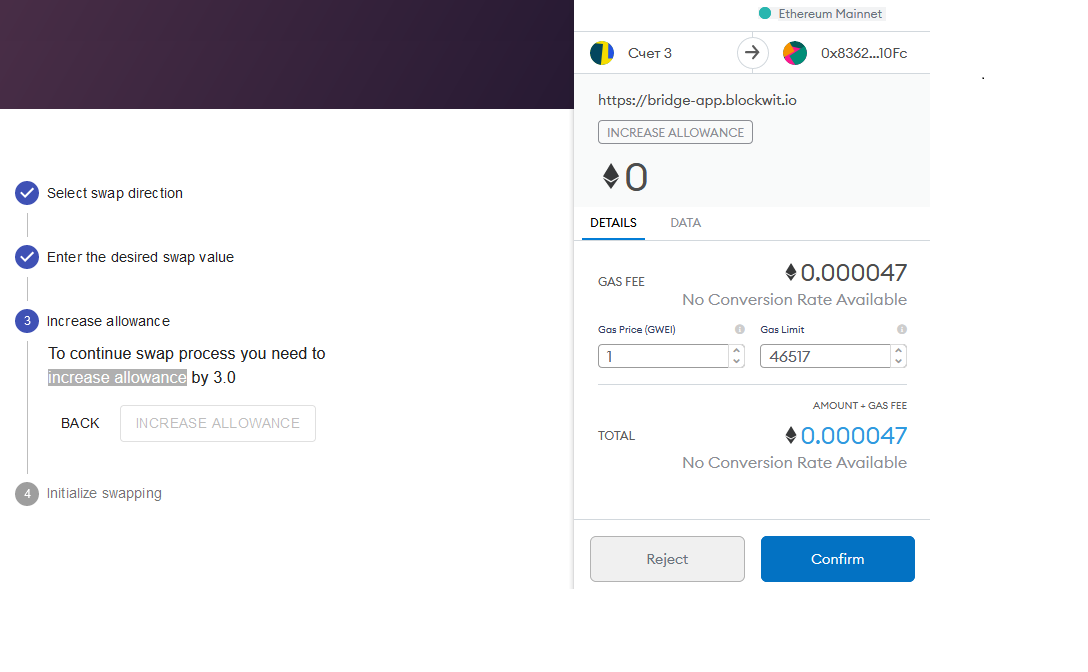 Select swap direction
Enter the desired swap value
3 Increase allowance
To continue swap process you need to
increase allowance by 3.0
BACK INCREASE ALLOWANCE
4 Initialize swapping
Ethereum Mainnet
Счет 3 0x8362...10Fc
https://bridge-app.blockwit.io
INCREASE ALLOWANCE
0
DETAILS DATA
GAS FEE 0.000047
No Conversion Rate Available
Gas Price (GWEI) Gas Limit
1 46517
AMOUNT + GAS FEE
TOTAL 0.000047
No Conversion Rate Available
Reject Confirm
.